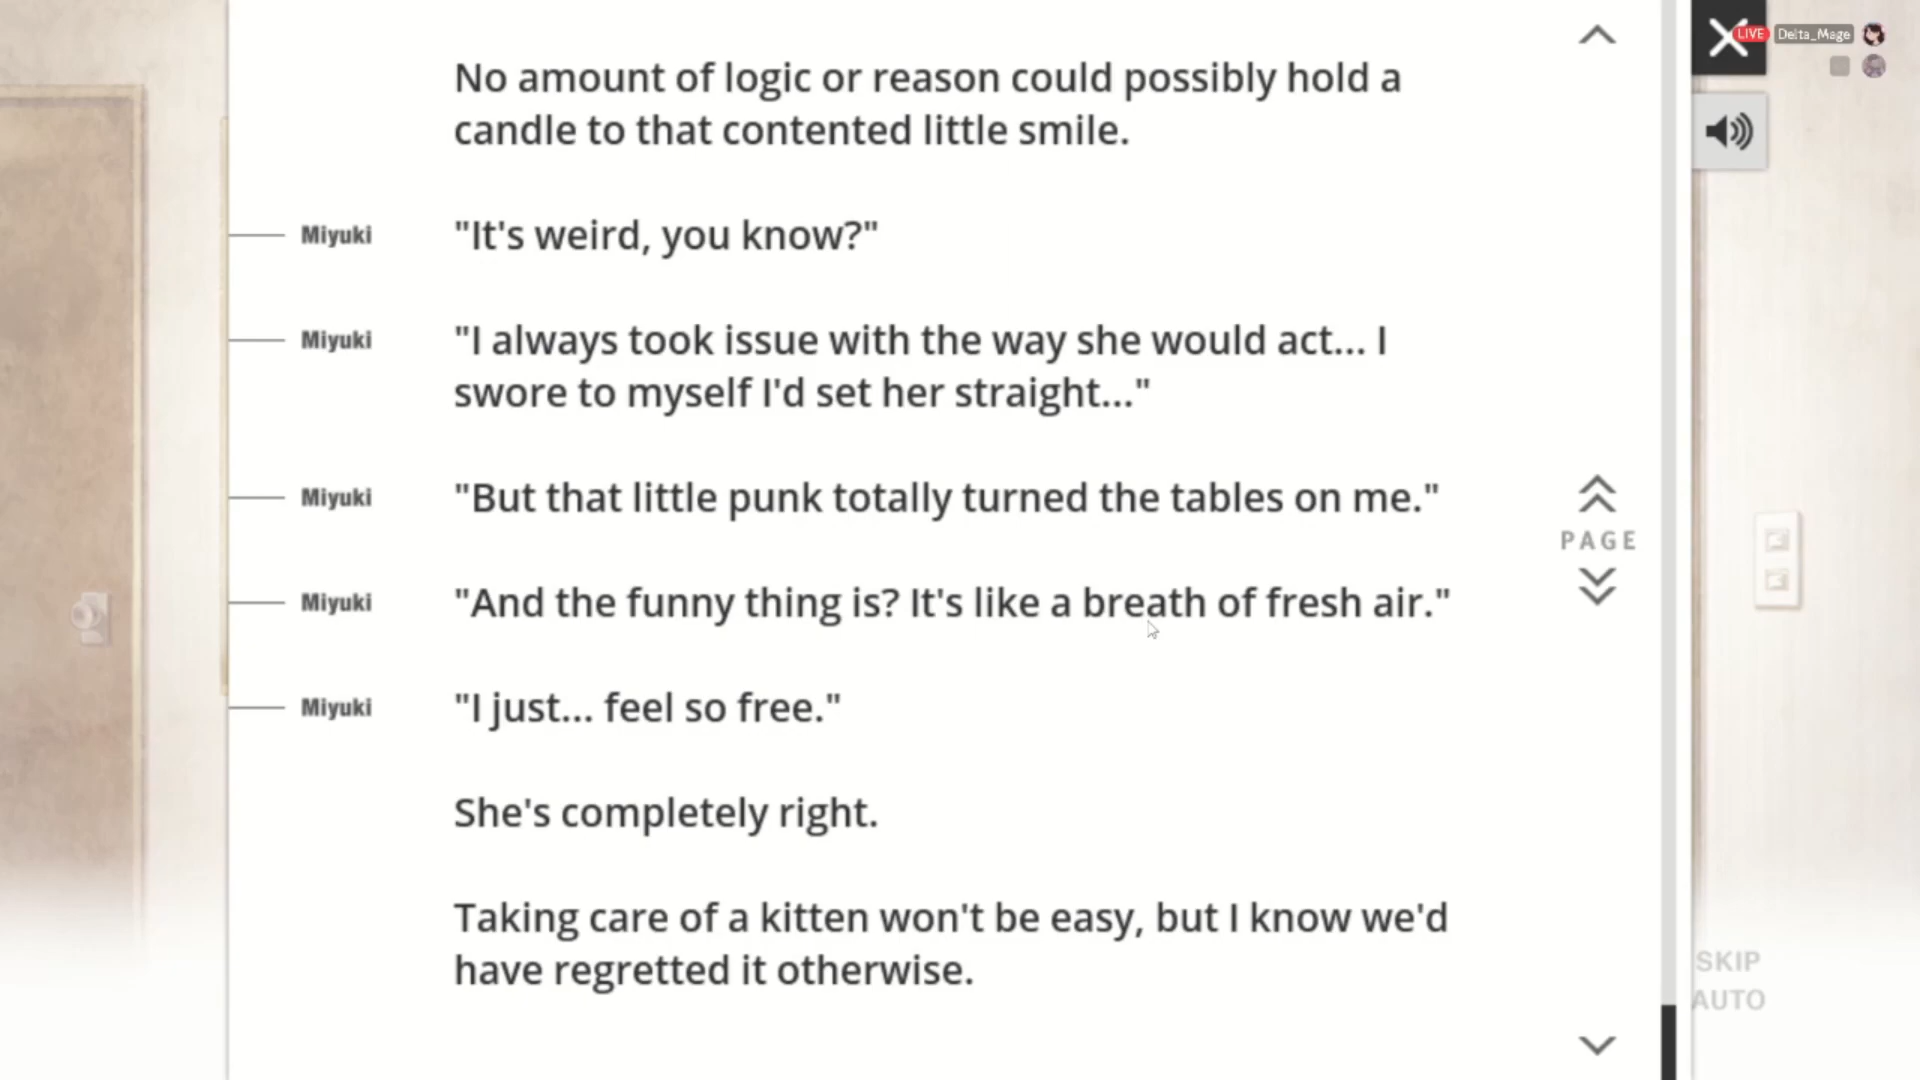 LIVE Delta_Mage
No amount of logic or reason could possibly hold a
candle to that contented little smile.
Miyuki "It's weird, you know?"
Miyuki "I always took issue with the way she would act... I
swore to myself I'd set her straight..."
Miyuki "But that little punk totally turned the tables on me."
PAGE
Miyuki "And the funny thing is? It's like a breath of fresh air."
Miyuki "I just... feel so free."
She's completely right.
Taking care of a kitten won't be easy, but I know we'd
have regretted it otherwise.
SKIP
AUTO